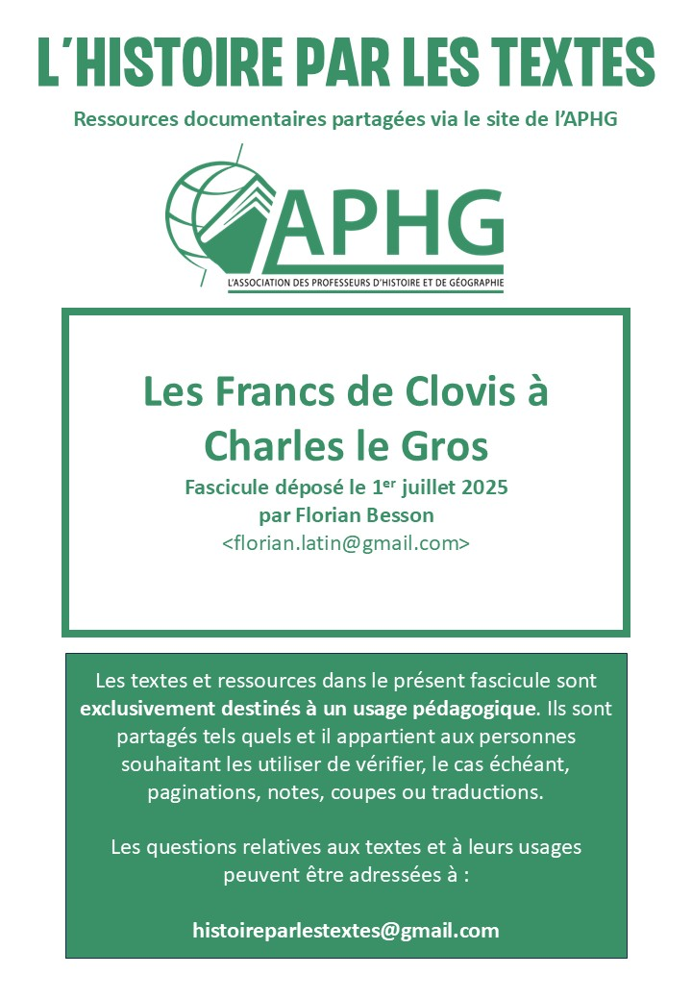 L'HISTOIRE PAR LES TEXTES
Ressources documentaires partagées via le site de l'APHG
APHG
L'ASSOCIATION DES PROFESSEURS D'HISTOIRE ET DE GÉOGRAPHIE
Les Francs de Clovis à
Charles le Gros
Fascicule déposé le 1er juillet 2025
par Florian Besson
<florian.latin@gmail.com>
Les textes et ressources dans le présent fascicule sont
exclusivement destinés à un usage pédagogique. Ils sont
partagés tels quels et il appartient aux personnes
souhaitant les utiliser de vérifier, le cas échéant,
paginations, notes, coupes ou traductions.
Les questions relatives aux textes et à leurs usages
peuvent être adressées à :
histoireparlestextes@gmail.com